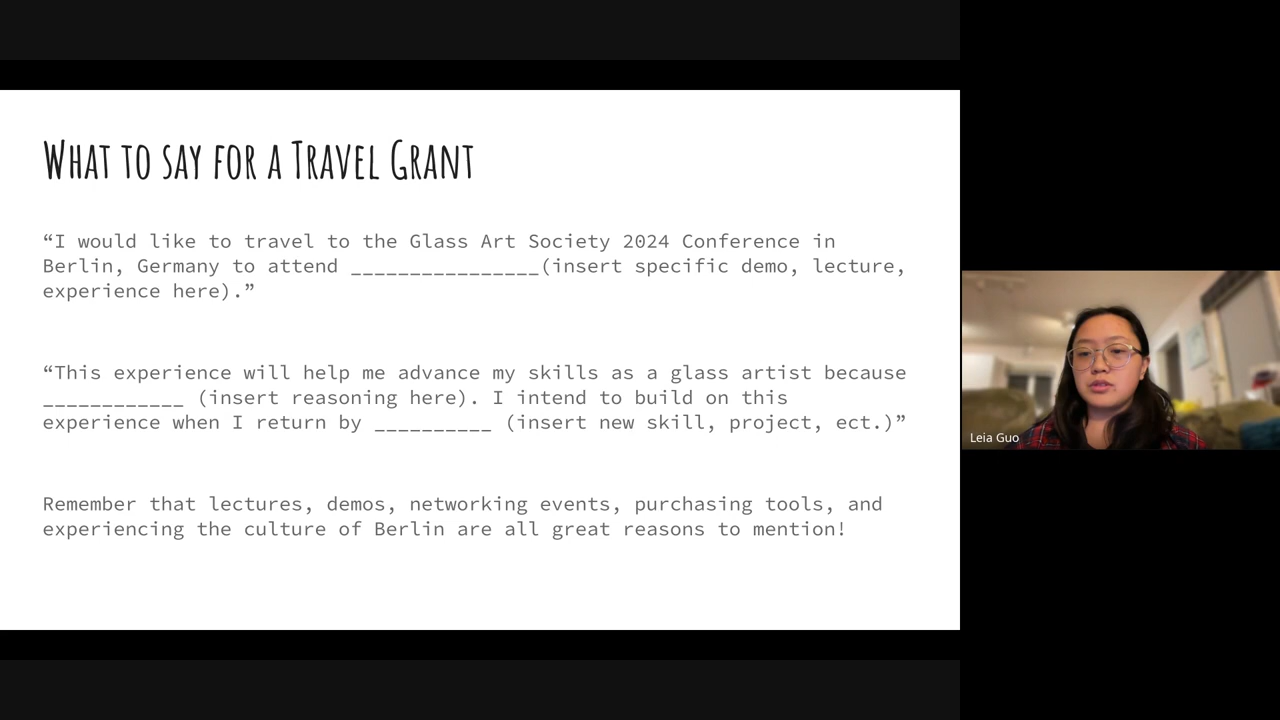 What to say for a Travel Grant
“I would like to travel to the Glass Art Society 2024 Conference in
Berlin, Germany to attend ________________(insert specific demo, lecture,
experience here).”
“This experience will help me advance my skills as a glass artist because
____________ (insert reasoning here). I intend to build on this
experience when I return by __________ (insert new skill, project, ect.)”
Remember that lectures, demos, networking events, purchasing tools, and
experiencing the culture of Berlin are all great reasons to mention!
Leia Guo